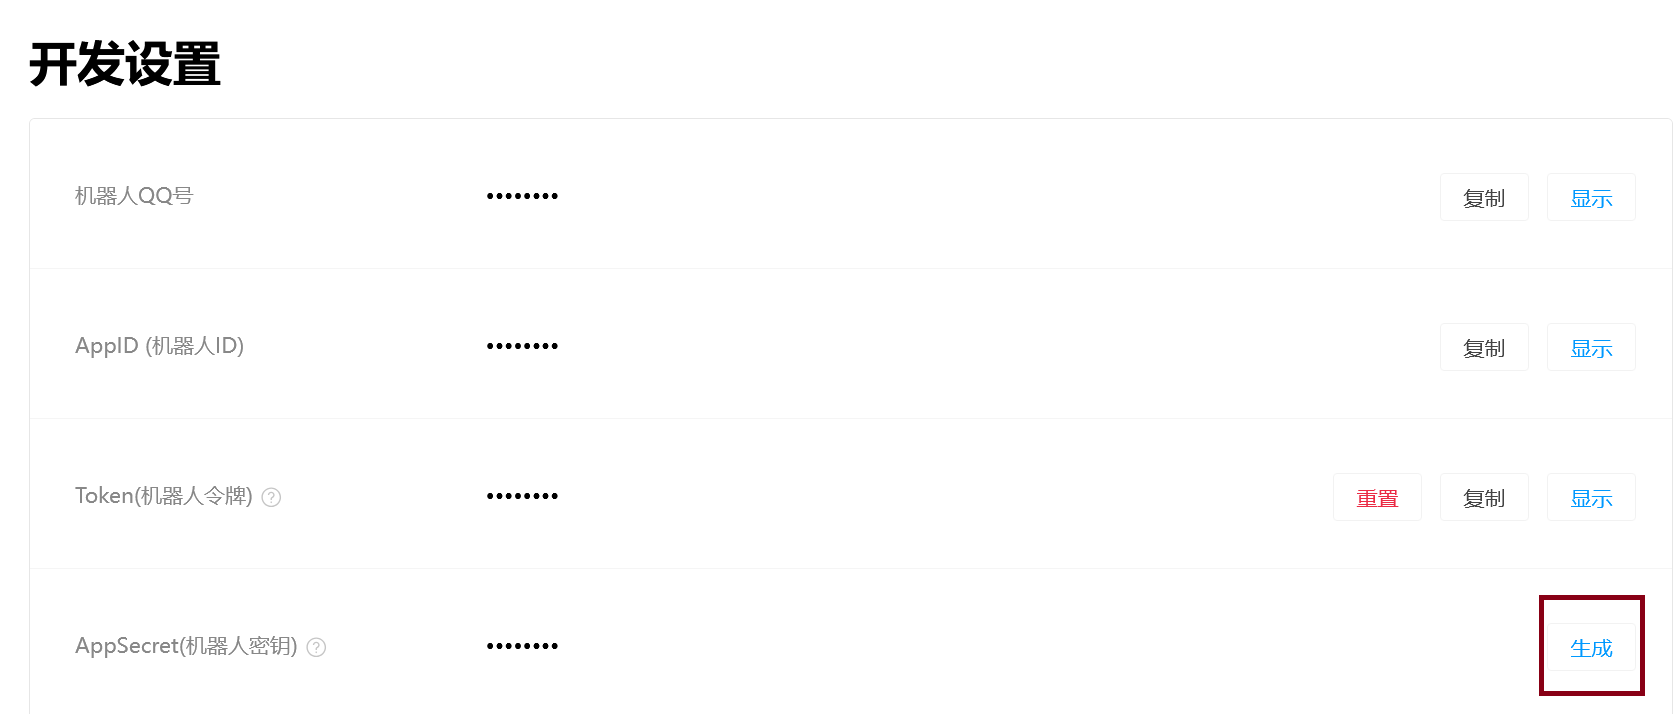 开发设置
机器人QQ号 •••••••• 复制 显示
AppID (机器人ID) •••••••• 复制 显示
Token(机器人令牌) ? •••••••• 重置 复制 显示
AppSecret(机器人密钥) ? •••••••• 生成